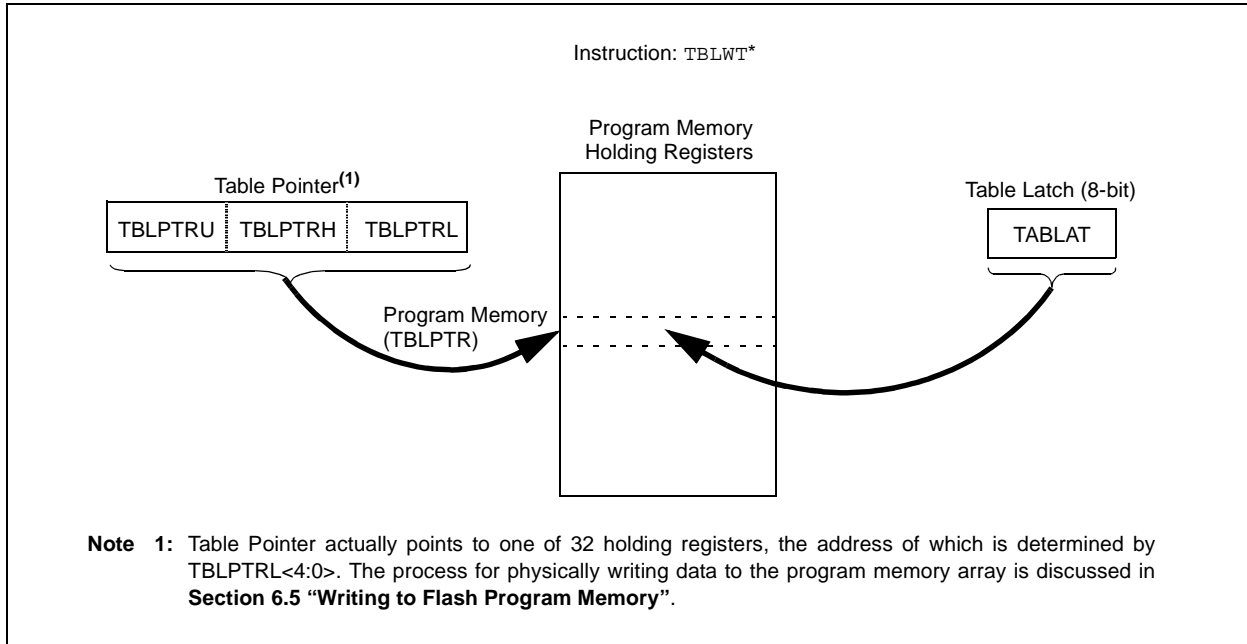 Instruction: TBLWT*
Program Memory
Holding Registers
Table Pointer(1)
Table Latch (8-bit)
TBLPTRU TBLPTRH TBLPTRL
TABLAT
Program Memory
(TBLPTR)
Note 1: Table Pointer actually points to one of 32 holding registers, the address of which is determined by
TBLPTRL<4:0>. The process for physically writing data to the program memory array is discussed in
Section 6.5 “Writing to Flash Program Memory”.